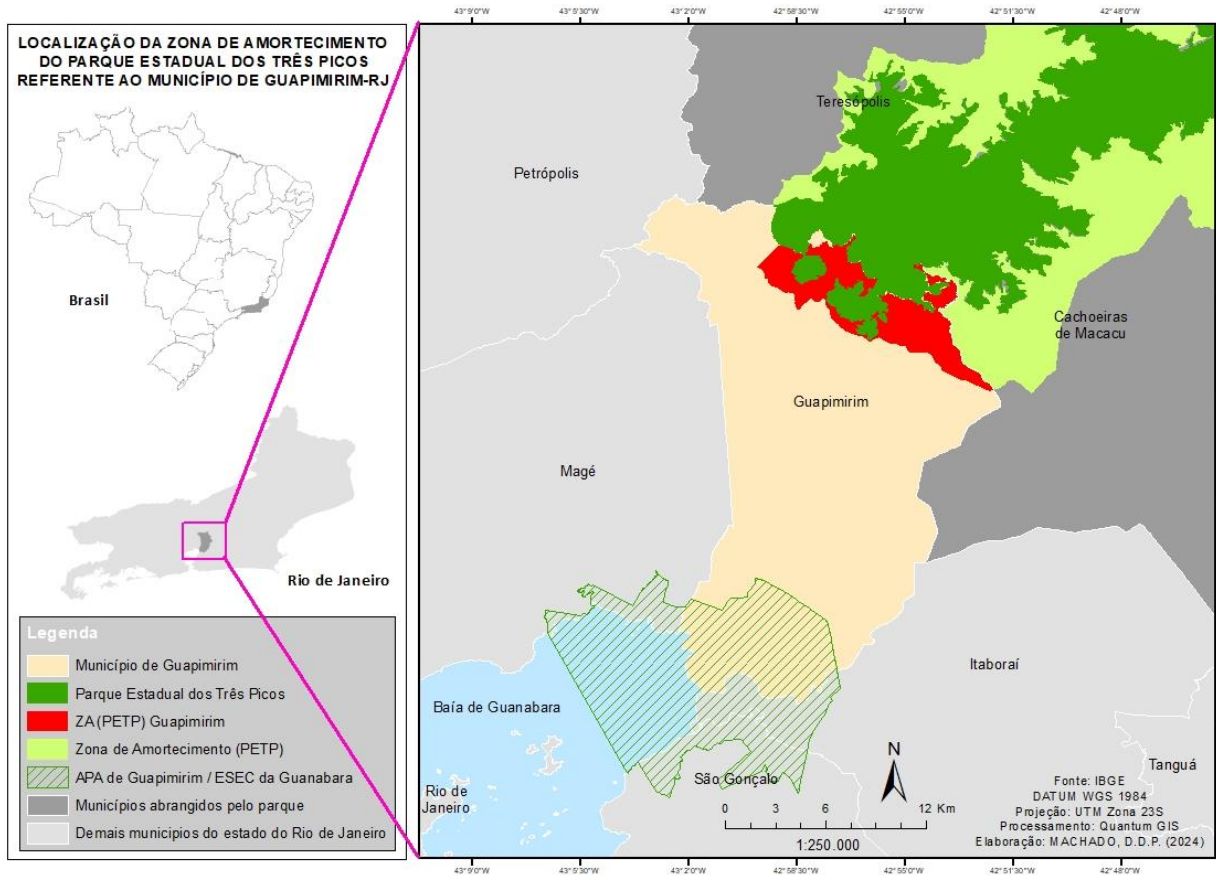 LOCALIZAÇÃO DA ZONA DE AMORTECIMENTO
DO PARQUE ESTADUAL DOS TRÊS PICOS
REFERENTE AO MUNICÍPIO DE GUAPIMIRIM-RJ
Brasil
Rio de Janeiro
Legenda
Município de Guapimirim
Parque Estadual dos Três Picos
ZA (PETP) Guapimirim
Zona de Amortecimento (PETP)
APA de Guapimirim / ESEC da Guanabara
Municípios abrangidos pelo parque
Demais municipios do estado do Rio de Janeiro
43°9'0"W 43°5'30"W 43°2'0"W 42°58'30"W 42°55'0"W 42°51'30"W 42°48'0"W
Teresópolis
Petrópolis
Cachoeiras
de Macacu
Guapimirim
Magé
Itaboraí
Baía de Guanabara
Tanguá
São Gonçalo
Rio de
Janeiro
N
0 3 6 12 Km
1:250.000
Fonte: IBGE
DATUM WGS 1984
Projeção: UTM Zona 23S
Processamento: Quantum GIS
Elaboração: MACHADO, D.D.P. (2024)
43°9'0"W 43°5'30"W 43°2'0"W 42°58'30"W 42°55'0"W 42°51'30"W 42°48'0"W